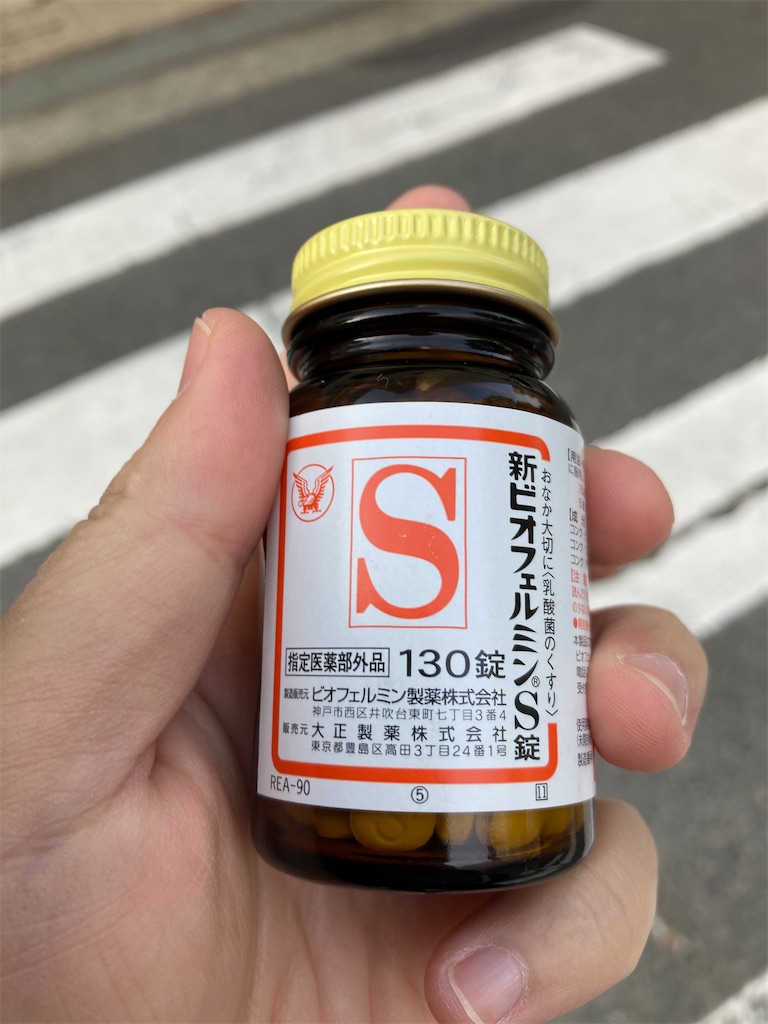 S
新ビオフェルミン®S錠
おなか大切に〈乳酸菌のくすり〉
指定医薬部外品 130錠
製造販売元 ビオフェルミン製薬株式会社
神戸市西区井吹台東町七丁目3番4
販売元 大正製薬株式会社
東京都豊島区高田3丁目24番1号
REA-90 ⑤ 11